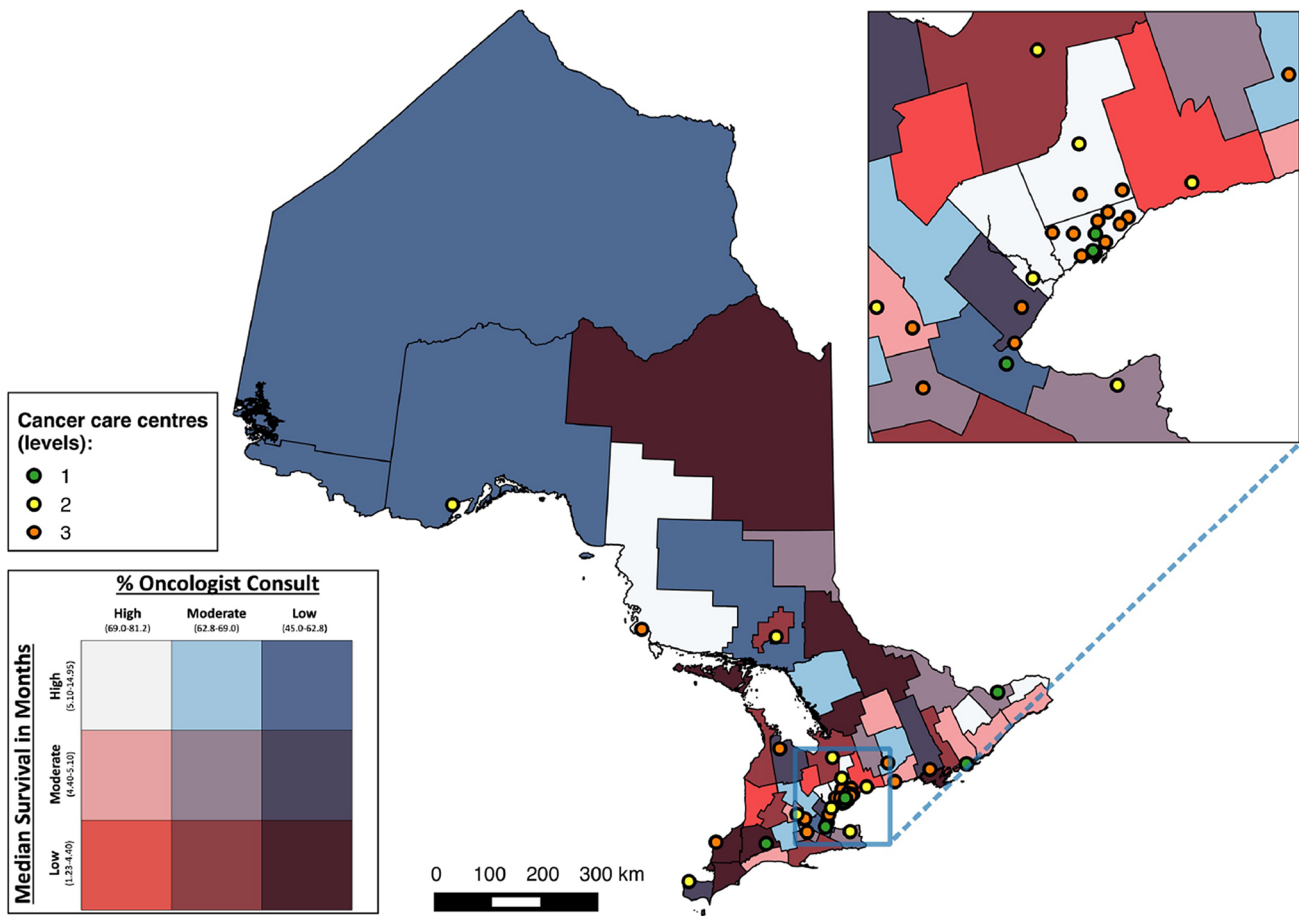 Cancer care centres
(levels):
1
2
3
% Oncologist Consult
High
Moderate
Low
(69.0-81.2)
(62.8-69.0)
(45.0-62.8)
Median Survival in Months
High
(5.10-14.95)
Moderate
(4.40-5.10)
Low
(1.23-4.40)
0 100 200 300 km